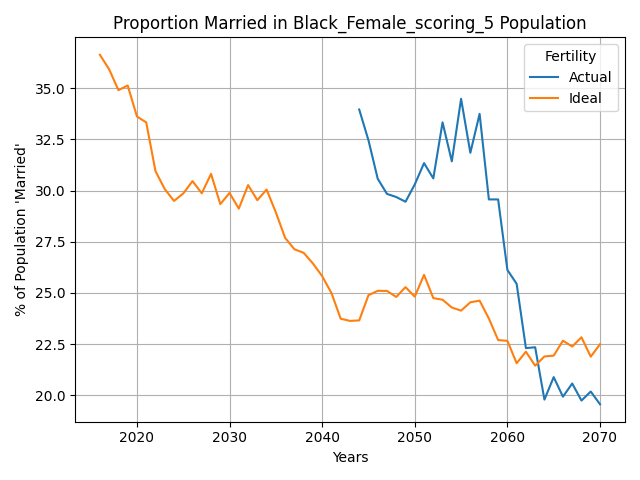 Proportion Married in Black_Female_scoring_5 Population
Fertility
Actual
Ideal
% of Population 'Married'
35.0
32.5
30.0
27.5
25.0
22.5
20.0
2020 2030 2040 2050 2060 2070
Years